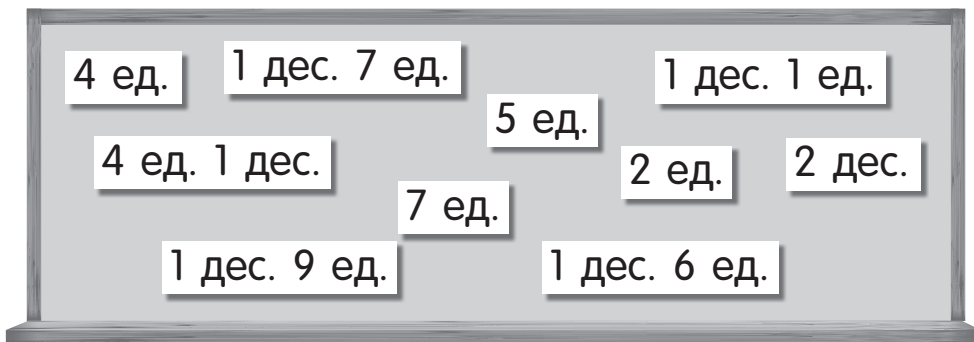 4 ед.
1 дес. 7 ед.
1 дес. 1 ед.
5 ед.
4 ед. 1 дес.
2 ед.
2 дес.
7 ед.
1 дес. 9 ед.
1 дес. 6 ед.